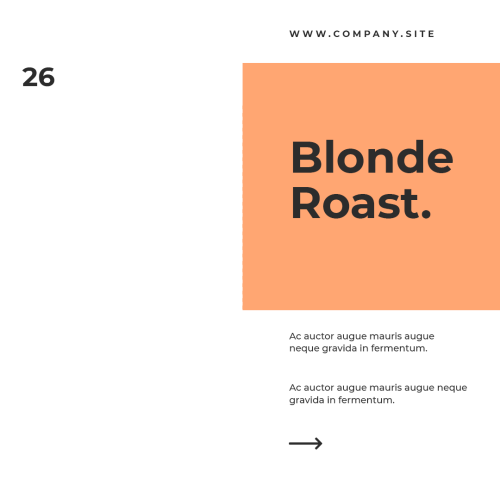 WWW.COMPANY.SITE
26
Blonde
Roast.
Ac auctor augue mauris augue
neque gravida in fermentum.
Ac auctor augue mauris augue neque
gravida in fermentum.